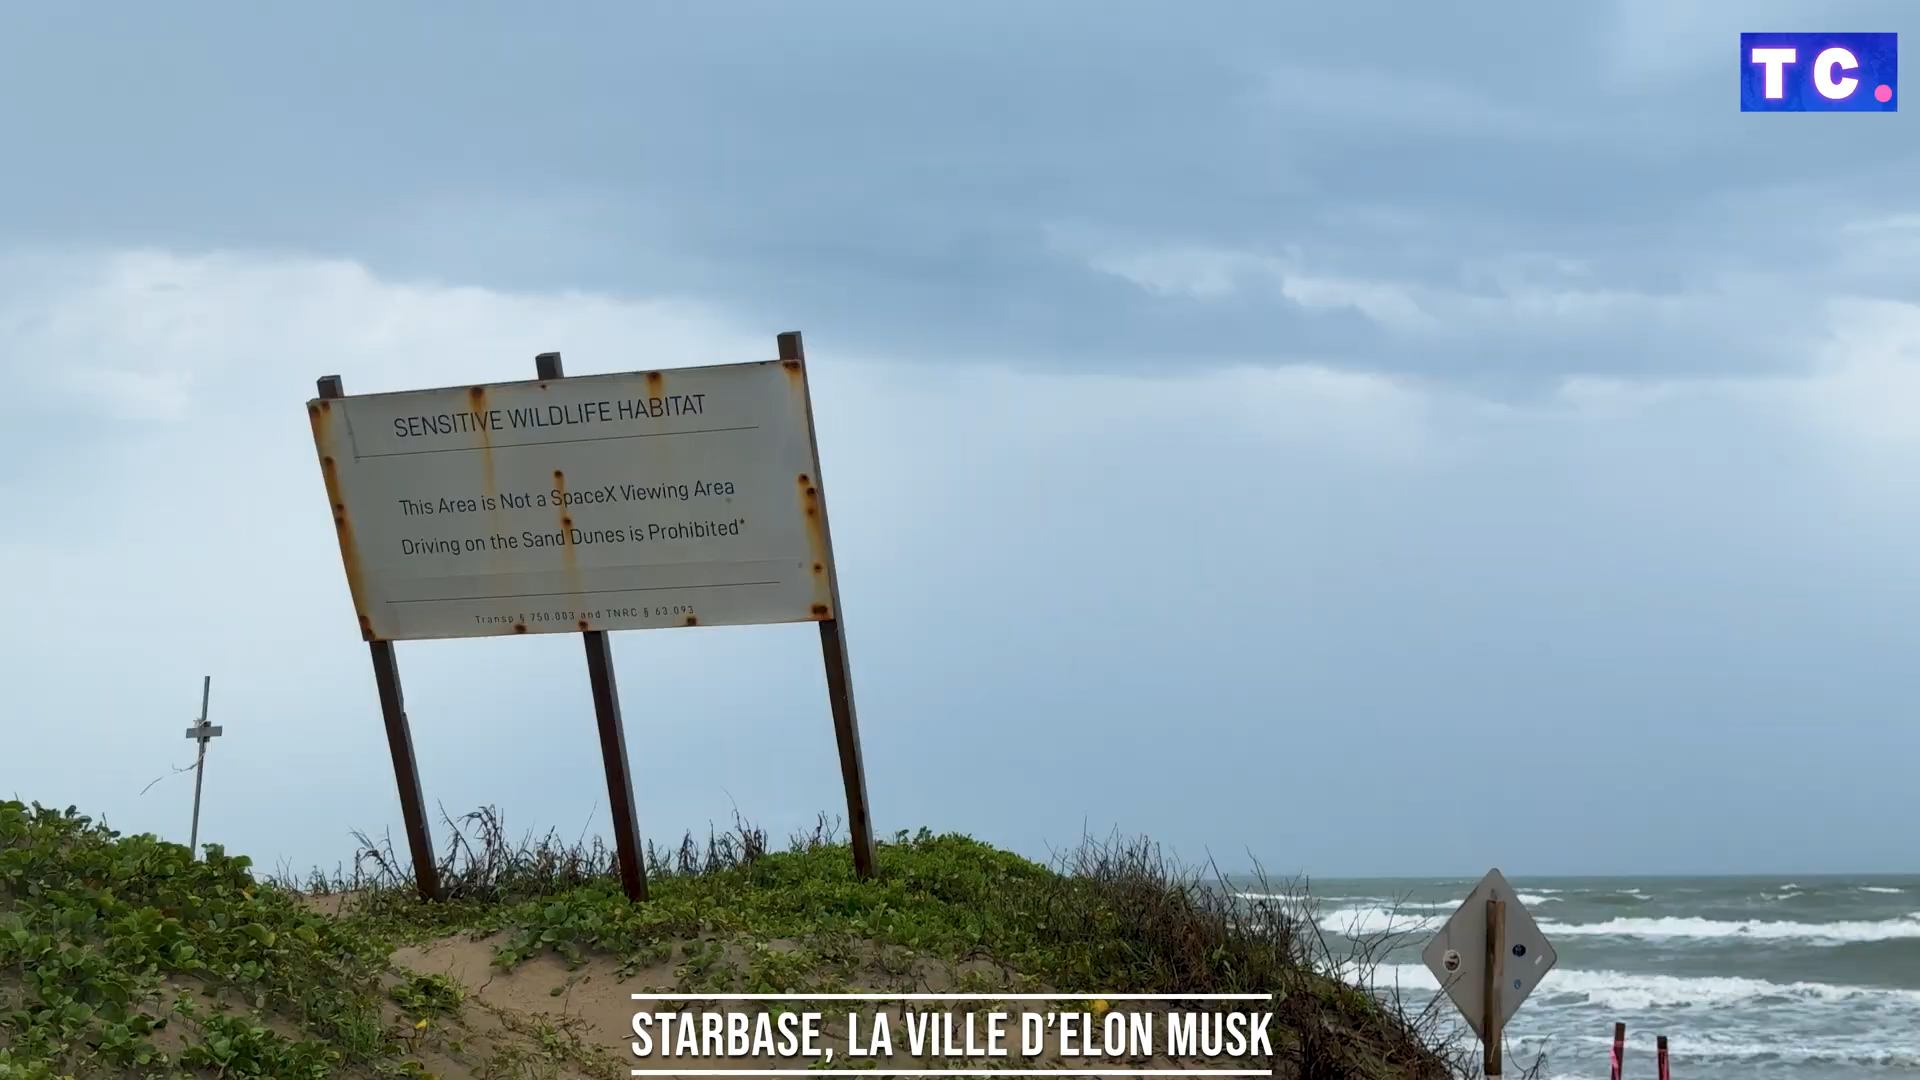 TC.
SENSITIVE WILDLIFE HABITAT
This Area is Not a SpaceX Viewing Area
Driving on the Sand Dunes is Prohibited*
Transp § 750.003 and TNRC § 63.093
STARBASE, LA VILLE D’ELON MUSK